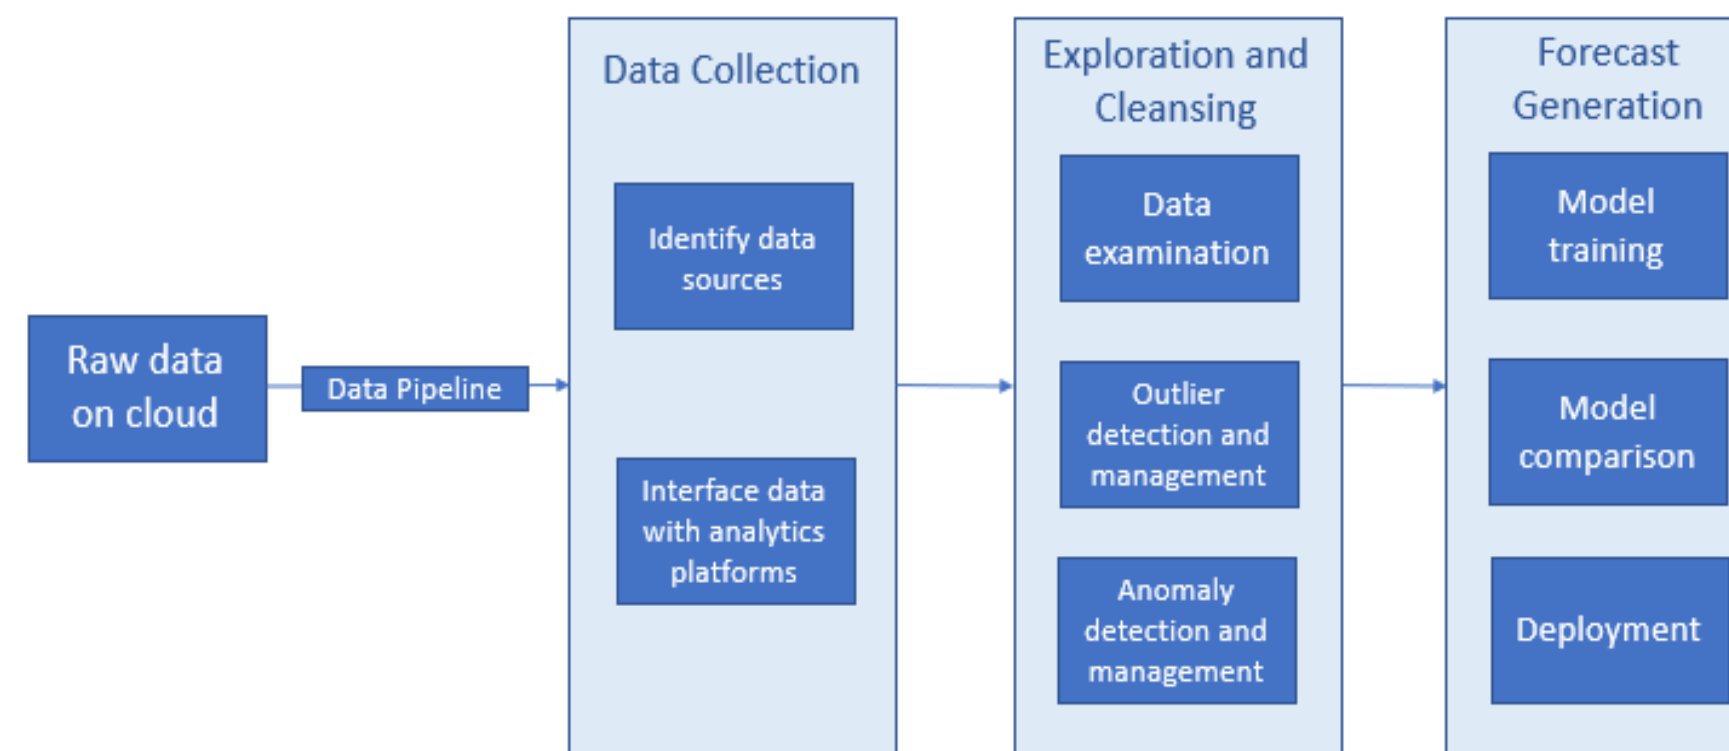 Raw data
on cloud
Data Pipeline
Data Collection
Identify data
sources
Interface data
with analytics
platforms
Exploration and
Cleansing
Data
examination
Outlier
detection and
management
Anomaly
detection and
management
Forecast
Generation
Model
training
Model
comparison
Deployment